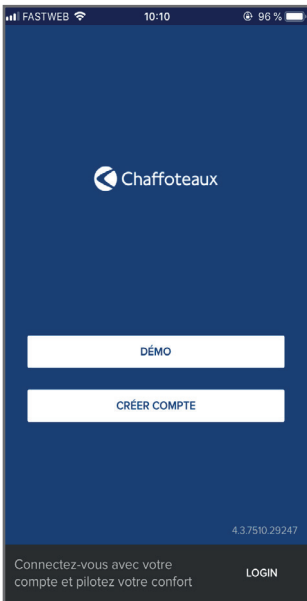 FASTWEB 10:10 96 %
Chaffoteaux
DÉMO
CRÉER COMPTE
4.3.7510.29247
Connectez-vous avec votre
compte et pilotez votre confort
LOGIN